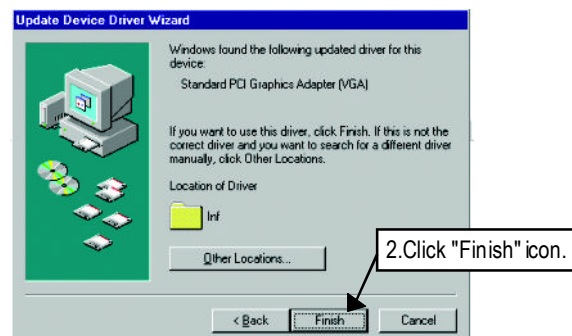 Update Device Driver Wizard
Windows found the following updated driver for this
device:
Standard PCI Graphics Adapter (VGA)
If you want to use this driver, click Finish. If this is not the
correct driver and you want to search for a different driver
manually, click Other Locations.
Location of Driver
Inf
Other Locations...
2.Click "Finish" icon.
< Back
Finish
Cancel